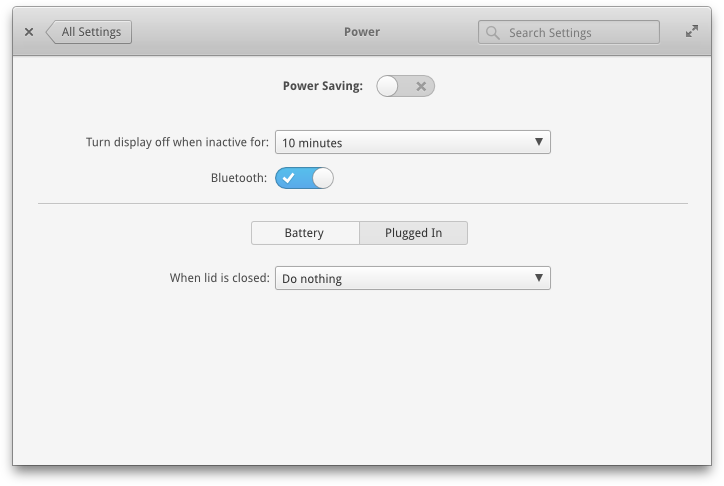 All Settings
Power
Search Settings
Power Saving:
Turn display off when inactive for:
10 minutes
Bluetooth:
Battery
Plugged In
When lid is closed:
Do nothing